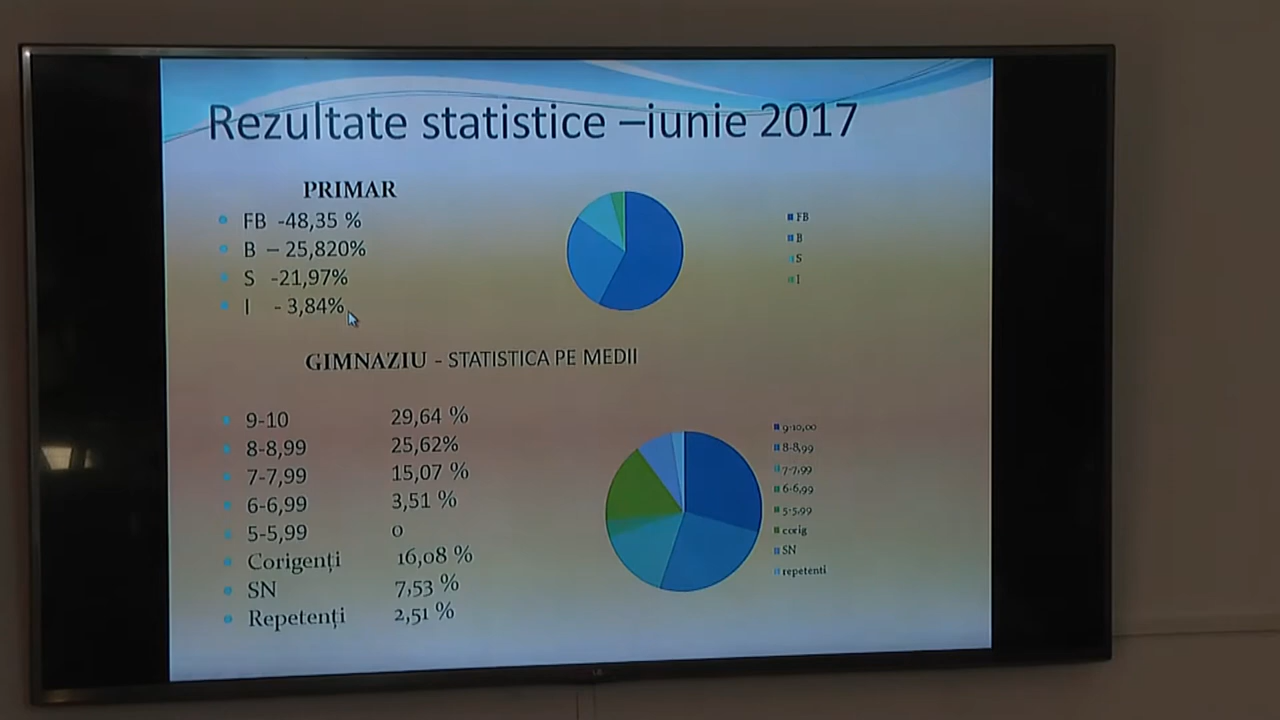 Rezultate statistice –iunie 2017
PRIMAR
FB -48,35 %
B – 25,820%
S -21,97%
I - 3,84%
FB
B
S
I
GIMNAZIU - STATISTICA PE MEDII
9-10 29,64 %
8-8,99 25,62%
7-7,99 15,07 %
6-6,99 3,51 %
5-5,99 0
Corigenți 16,08 %
SN 7,53 %
Repetenți 2,51 %
9-10,00
8-8,99
7-7,99
6-6,99
5-5,99
corig
SN
repetenti
LG